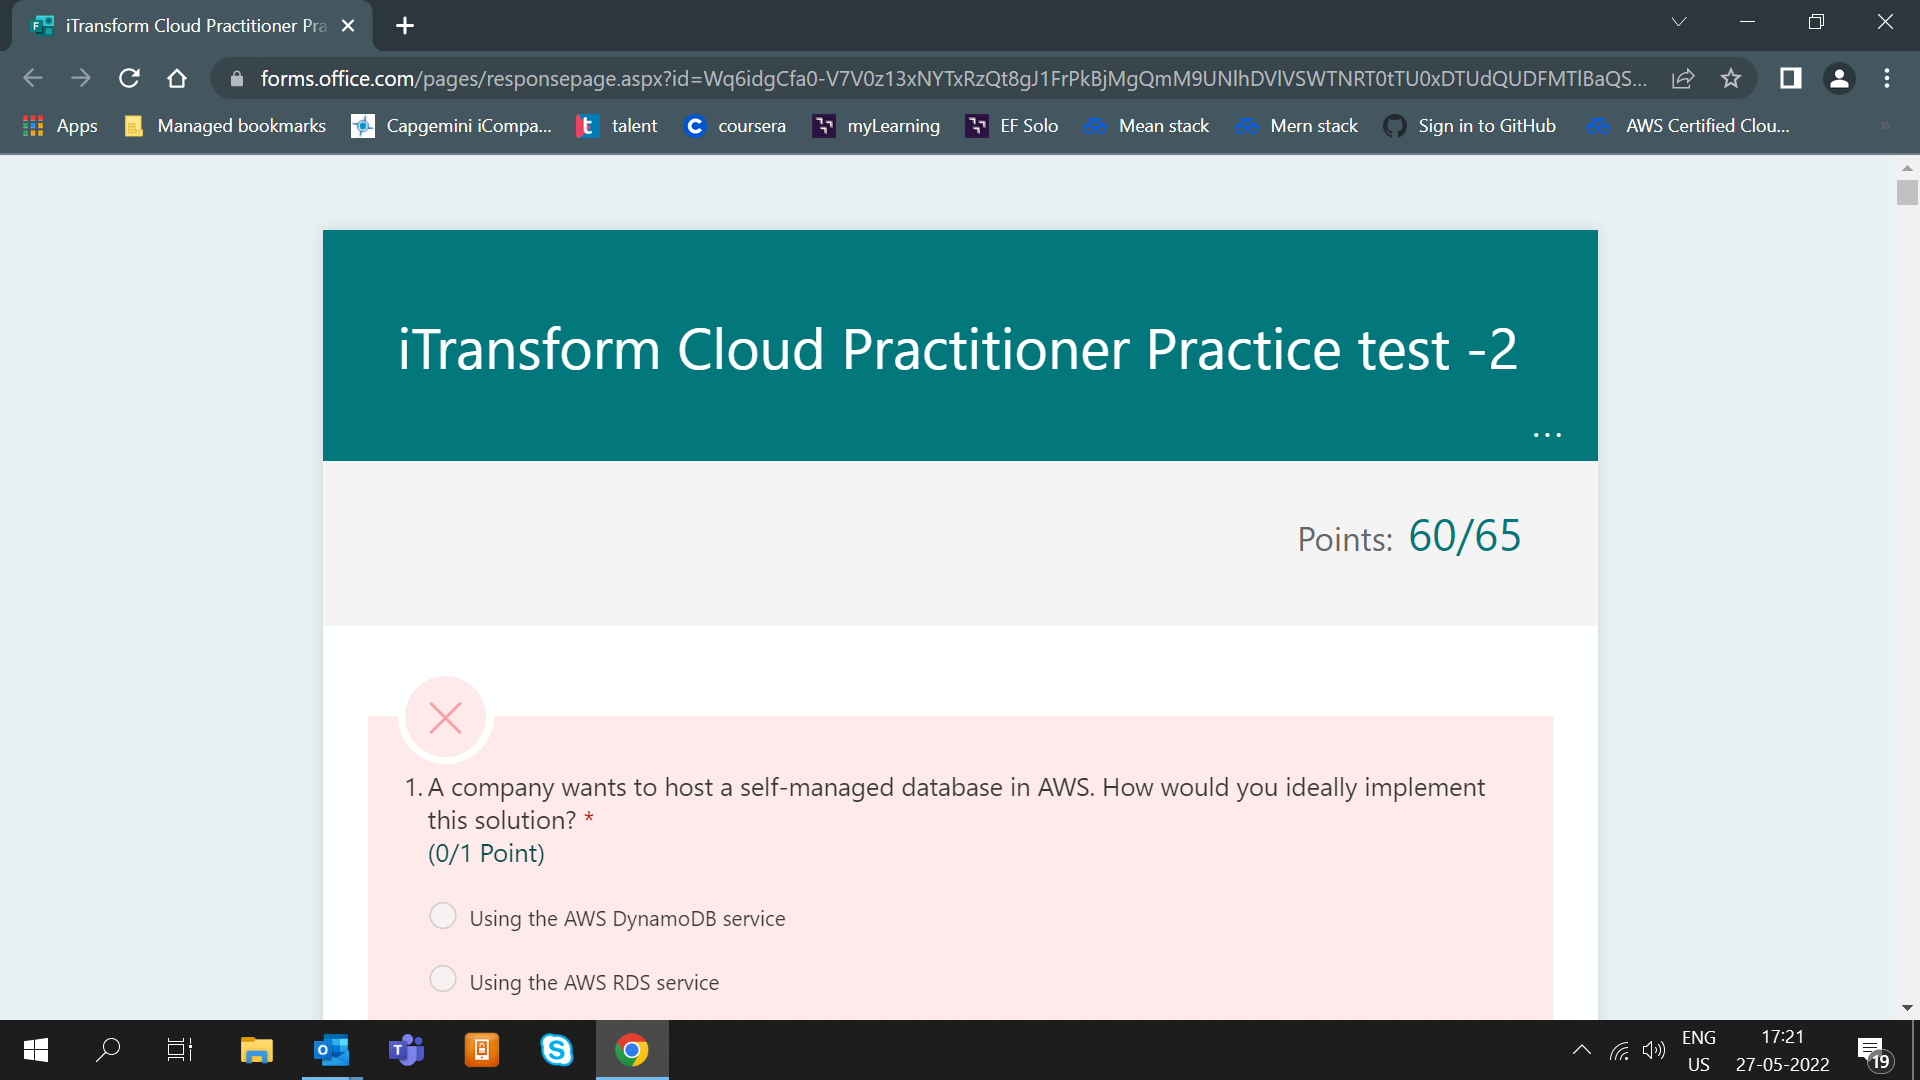 iTransform Cloud Practitioner Pra
forms.office.com/pages/responsepage.aspx?id=Wq6idgCfa0-V7V0z13xNYTxRzQt8gJ1FrPkBjMgQmM9UNlhDVlVSWTNRT0tTU0xDTUdQUDFMTlBaQS...
Apps Managed bookmarks Capgemini iCompa... talent coursera myLearning EF Solo Mean stack Mern stack Sign in to GitHub AWS Certified Clou...
iTransform Cloud Practitioner Practice test -2
...
Points: 60/65
1. A company wants to host a self-managed database in AWS. How would you ideally implement
this solution? *
(0/1 Point)
Using the AWS DynamoDB service
Using the AWS RDS service
ENG 17:21
US 27-05-2022 19